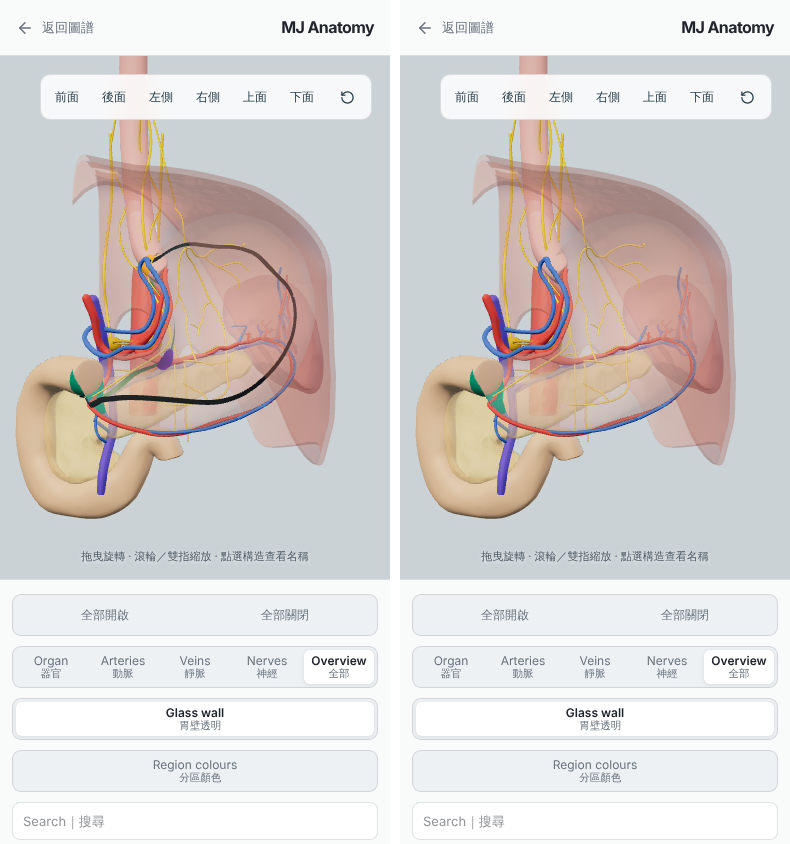 返回圖譜 MJ Anatomy
前面 後面 左側 右側 上面 下面
拖曳旋轉 · 滾輪／雙指縮放 · 點選構造查看名稱
全部開啟 全部關閉
Organ Arteries Veins Nerves Overview
器官 動脈 靜脈 神經 全部
Glass wall
胃壁透明
Region colours
分區顏色
Search｜搜尋
返回圖譜 MJ Anatomy
前面 後面 左側 右側 上面 下面
拖曳旋轉 · 滾輪／雙指縮放 · 點選構造查看名稱
全部開啟 全部關閉
Organ Arteries Veins Nerves Overview
器官 動脈 靜脈 神經 全部
Glass wall
胃壁透明
Region colours
分區顏色
Search｜搜尋